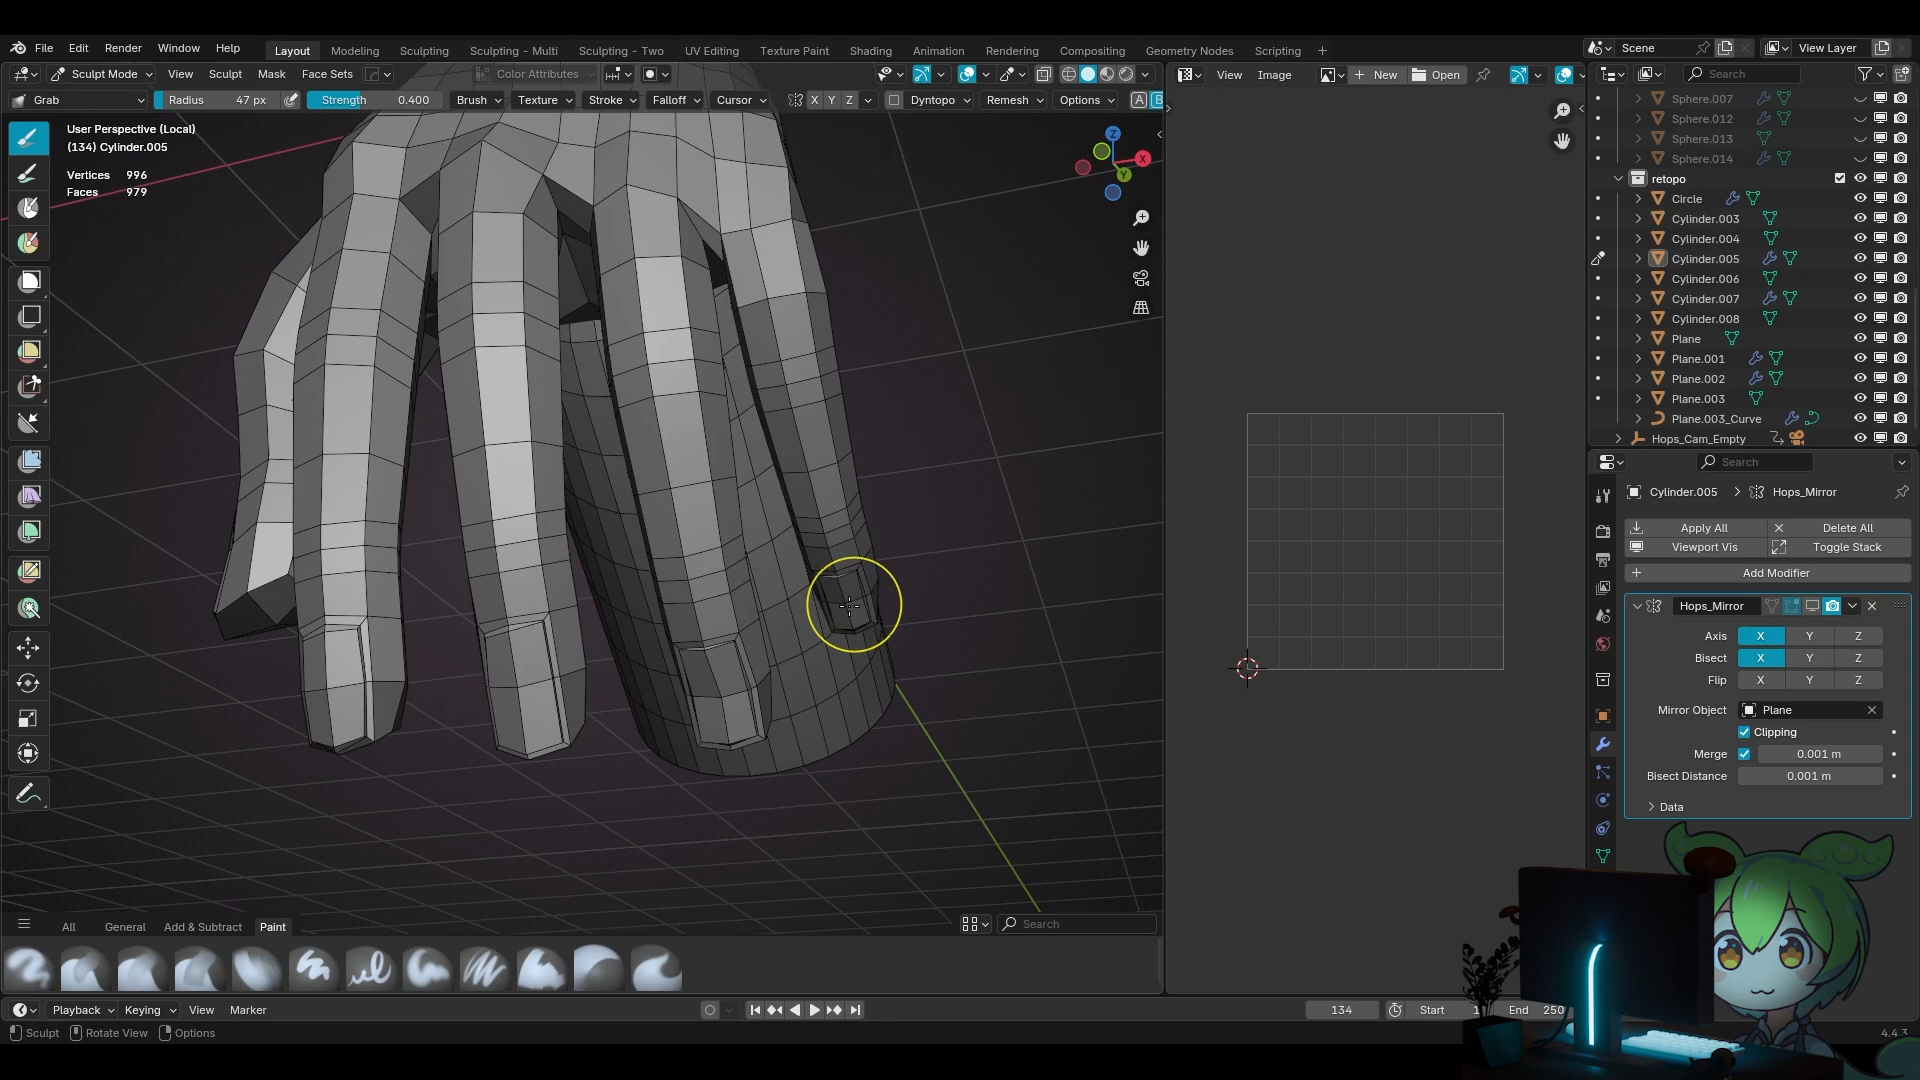 File Edit Render Window Help Layout Modeling Sculpting Sculpting - Multi Sculpting - Two UV Editing Texture Paint Shading Animation Rendering Compositing Geometry Nodes Scripting + Scene View Layer
Sculpt Mode View Sculpt Mask Face Sets Color Attributes View Image New Open Search
Grab Radius 47 px Strength 0.400 Brush Texture Stroke Falloff Cursor X Y Z Dyntopo Remesh Options A B
User Perspective (Local)
(134) Cylinder.005
Vertices 996
Faces 979
Z
X
Y
Sphere.007
Sphere.012
Sphere.013
Sphere.014
retopo
Circle
Cylinder.003
Cylinder.004
Cylinder.005
Cylinder.006
Cylinder.007
Cylinder.008
Plane
Plane.001
Plane.002
Plane.003
Plane.003_Curve
Hops_Cam_Empty
Search
Cylinder.005 > Hops_Mirror
Apply All Delete All
Viewport Vis Toggle Stack
Add Modifier
Hops_Mirror
Axis X Y Z
Bisect X Y Z
Flip X Y Z
Mirror Object Plane
Clipping
Merge 0.001 m
Bisect Distance 0.001 m
Data
All General Add & Subtract Paint Search
Playback Keying View Marker 134 Start 1 End 250
Sculpt Rotate View Options 4.4.3